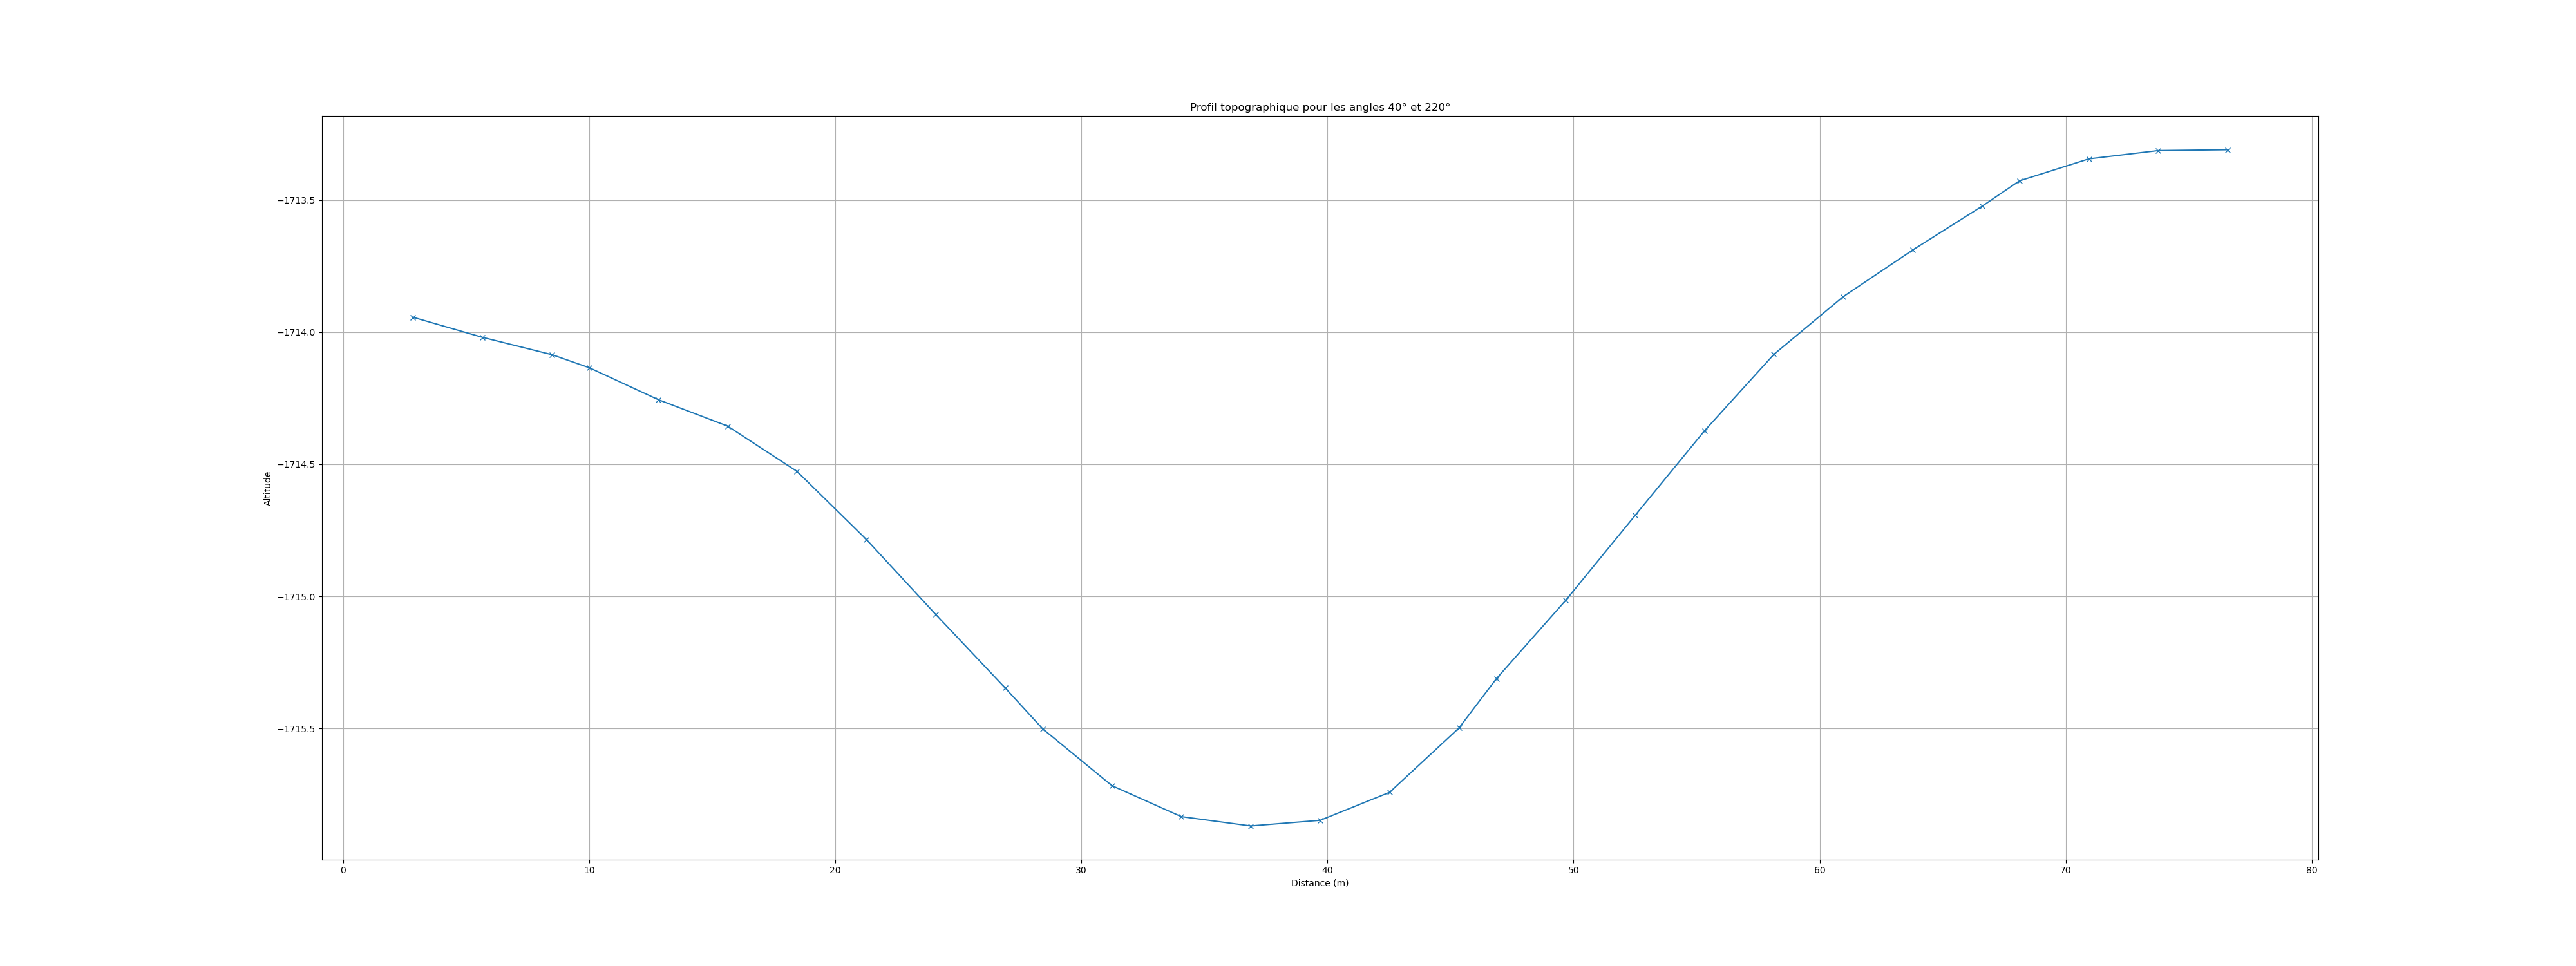 Profil topographique pour les angles 40° et 220°
−1713.5
−1714.0
−1714.5
−1715.0
−1715.5
Altitude
0 10 20 30 40 50 60 70 80
Distance (m)